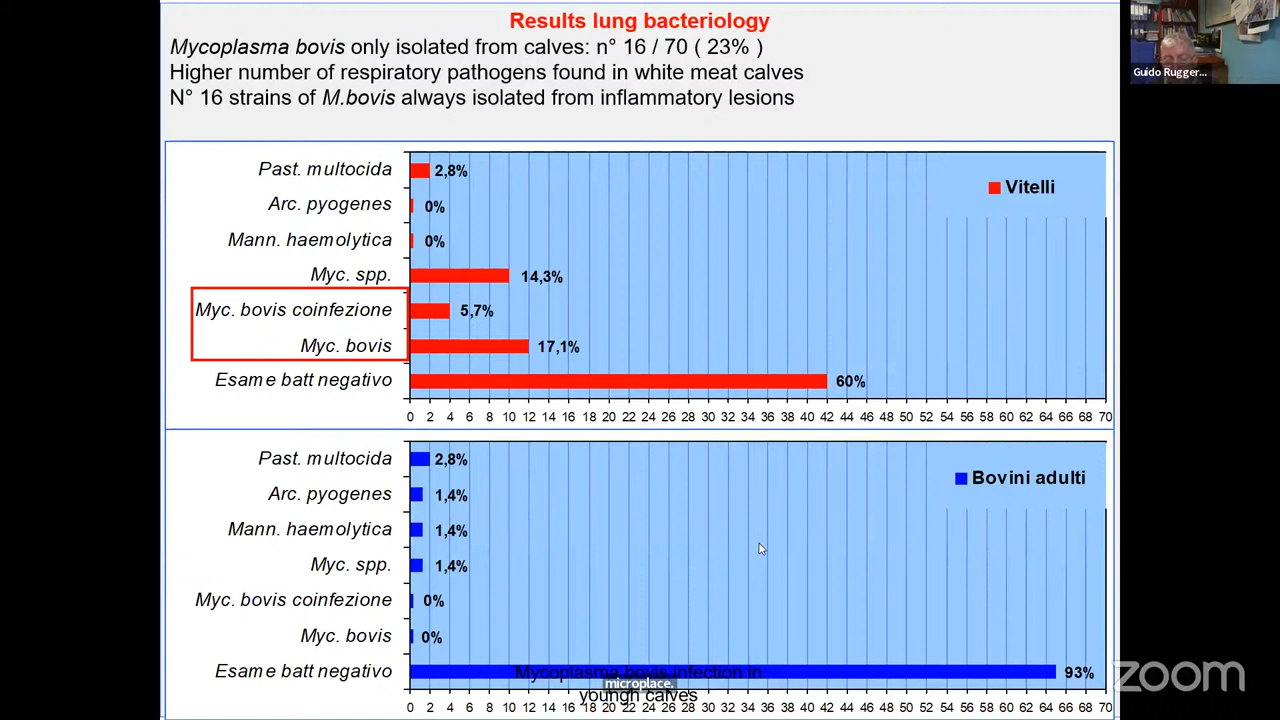 Results lung bacteriology
Mycoplasma bovis only isolated from calves: n° 16 / 70 ( 23% )
Higher number of respiratory pathogens found in white meat calves
N° 16 strains of M.bovis always isolated from inflammatory lesions
Guido Rugger...
Past. multocida 2,8%
Vitelli
Arc. pyogenes 0%
Mann. haemolytica 0%
Myc. spp. 14,3%
Myc. bovis coinfezione 5,7%
Myc. bovis 17,1%
Esame batt negativo 60%
0 2 4 6 8 10 12 14 16 18 20 22 24 26 28 30 32 34 36 38 40 42 44 46 48 50 52 54 56 58 60 62 64 66 68 70
Past. multocida 2,8%
Bovini adulti
Arc. pyogenes 1,4%
Mann. haemolytica 1,4%
Myc. spp. 1,4%
Myc. bovis coinfezione 0%
Myc. bovis 0%
Esame batt negativo 93%
Mycoplasma bovis infection in
microplace.
youngh calves
0 2 4 6 8 10 12 14 16 18 20 22 24 26 28 30 32 34 36 38 40 42 44 46 48 50 52 54 56 58 60 62 64 66 68 70
zoom